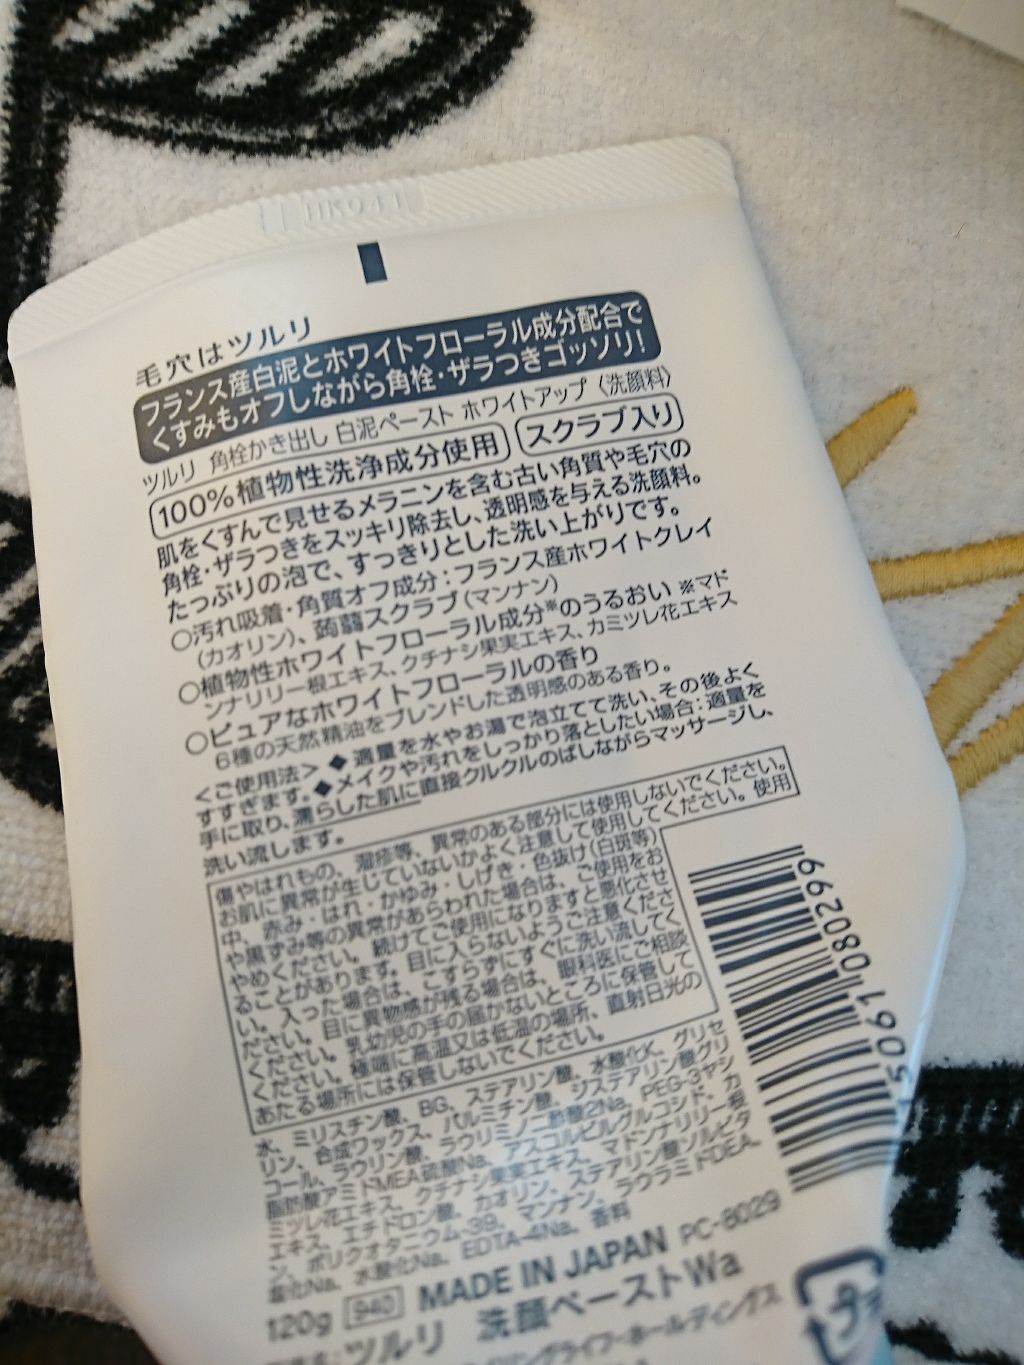 毛穴はツルリ
フランス産白泥とホワイトフローラル成分配合で
くすみもオフしながら角栓・ザラつきゴッソリ!
ツルリ 角栓かき出し 白泥ペースト ホワイトアップ〈洗顔料〉
100%植物性洗浄成分使用 スクラブ入り
肌をくすんで見せるメラニンを含む古い角質や毛穴の
角栓・ザラつきをスッキリ除去し、透明感を与える洗顔料。
たっぷりの泡で、すっきりとした洗い上がりです。
○汚れ吸着・角質オフ成分:フランス産ホワイトクレイ
(カオリン)、蒟蒻スクラブ(マンナン)
○植物性ホワイトフローラル成分※のうるおい ※マド
ンナリリー根エキス、クチナシ果実エキス、カミツレ花エキス
○ピュアなホワイトフローラルの香り
6種の天然精油をブレンドした透明感のある香り。
<ご使用法> ◆適量を水やお湯で泡立てて洗い、その後よく
すすぎます。◆メイクや汚れをしっかり落としたい場合:適量を
手に取り、濡らした肌に直接クルクルのばしながらマッサージし、
洗い流します。
傷やはれもの、湿疹等、異常のある部分には使用しないでください。
お肌に異常が生じていないかよく注意して使用してください。使用
中、赤み・はれ・かゆみ・しげき・色抜け(白斑等)
や黒ずみ等の異常があらわれた場合は、ご使用をお
やめください。続けてご使用になりますと悪化させ
ることがあります。目に入らないようご注意くださ
い。入った場合は、こすらずにすぐに洗い流してく
ださい。目に異物感が残る場合は、眼科医にご相談
ください。乳幼児の手の届かないところに保管して
ください。極端に高温又は低温の場所、直射日光の
あたる場所には保管しないでください。
水、ミリスチン酸、BG、ステアリン酸、水酸化K、グリセ
リン、合成ワックス、パルミチン酸、ジステアリン酸グリ
コール、ラウリン酸、ラウリミノニ酢酸2Na、PEG-3ヤシ
脂肪酸アミドMEA硫酸Na、アスコルビルグルコシド、カ
ミツレ花エキス、クチナシ果実エキス、マドンナリリー根
エキス、エチドロン酸、カオリン、ステアリン酸ソルビタ
ン、ポリクオタニウム-39、マンナン、ラウラミドDEA、
塩化Na、水酸化Na、EDTA-4Na、香料
120g 940 MADE IN JAPAN PC-8029
ツルリ 洗顔ペーストWa
リングライフ・ホールディングス